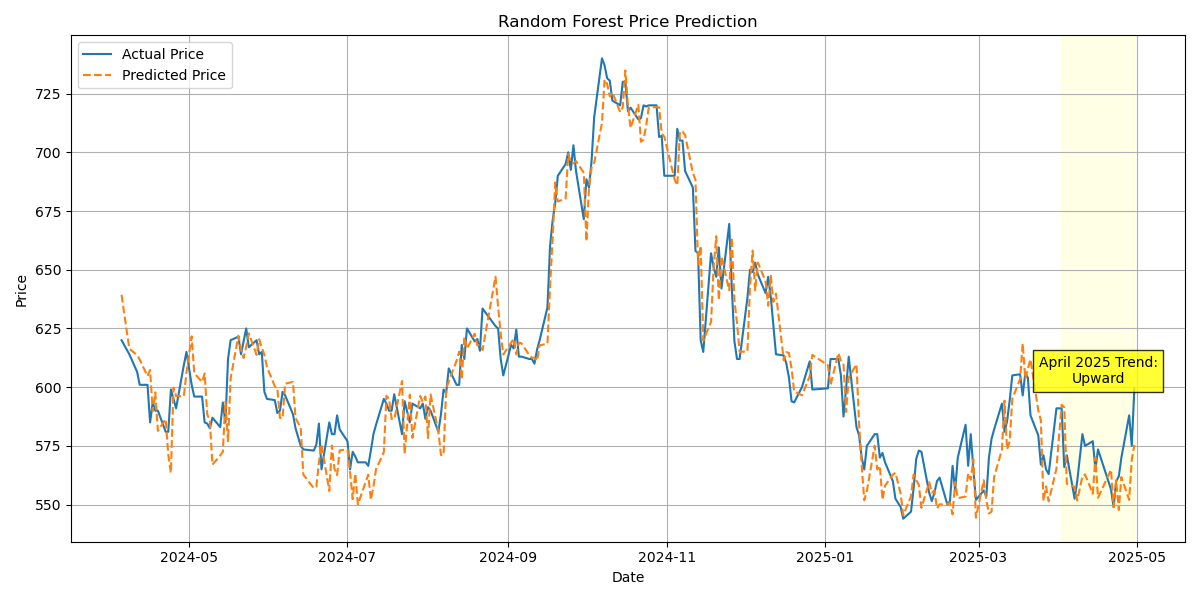 Random Forest Price Prediction
Actual Price
Predicted Price
April 2025 Trend:
Upward
Price
725
700
675
650
625
600
575
550
2024-05
2024-07
2024-09
2024-11
2025-01
2025-03
2025-05
Date